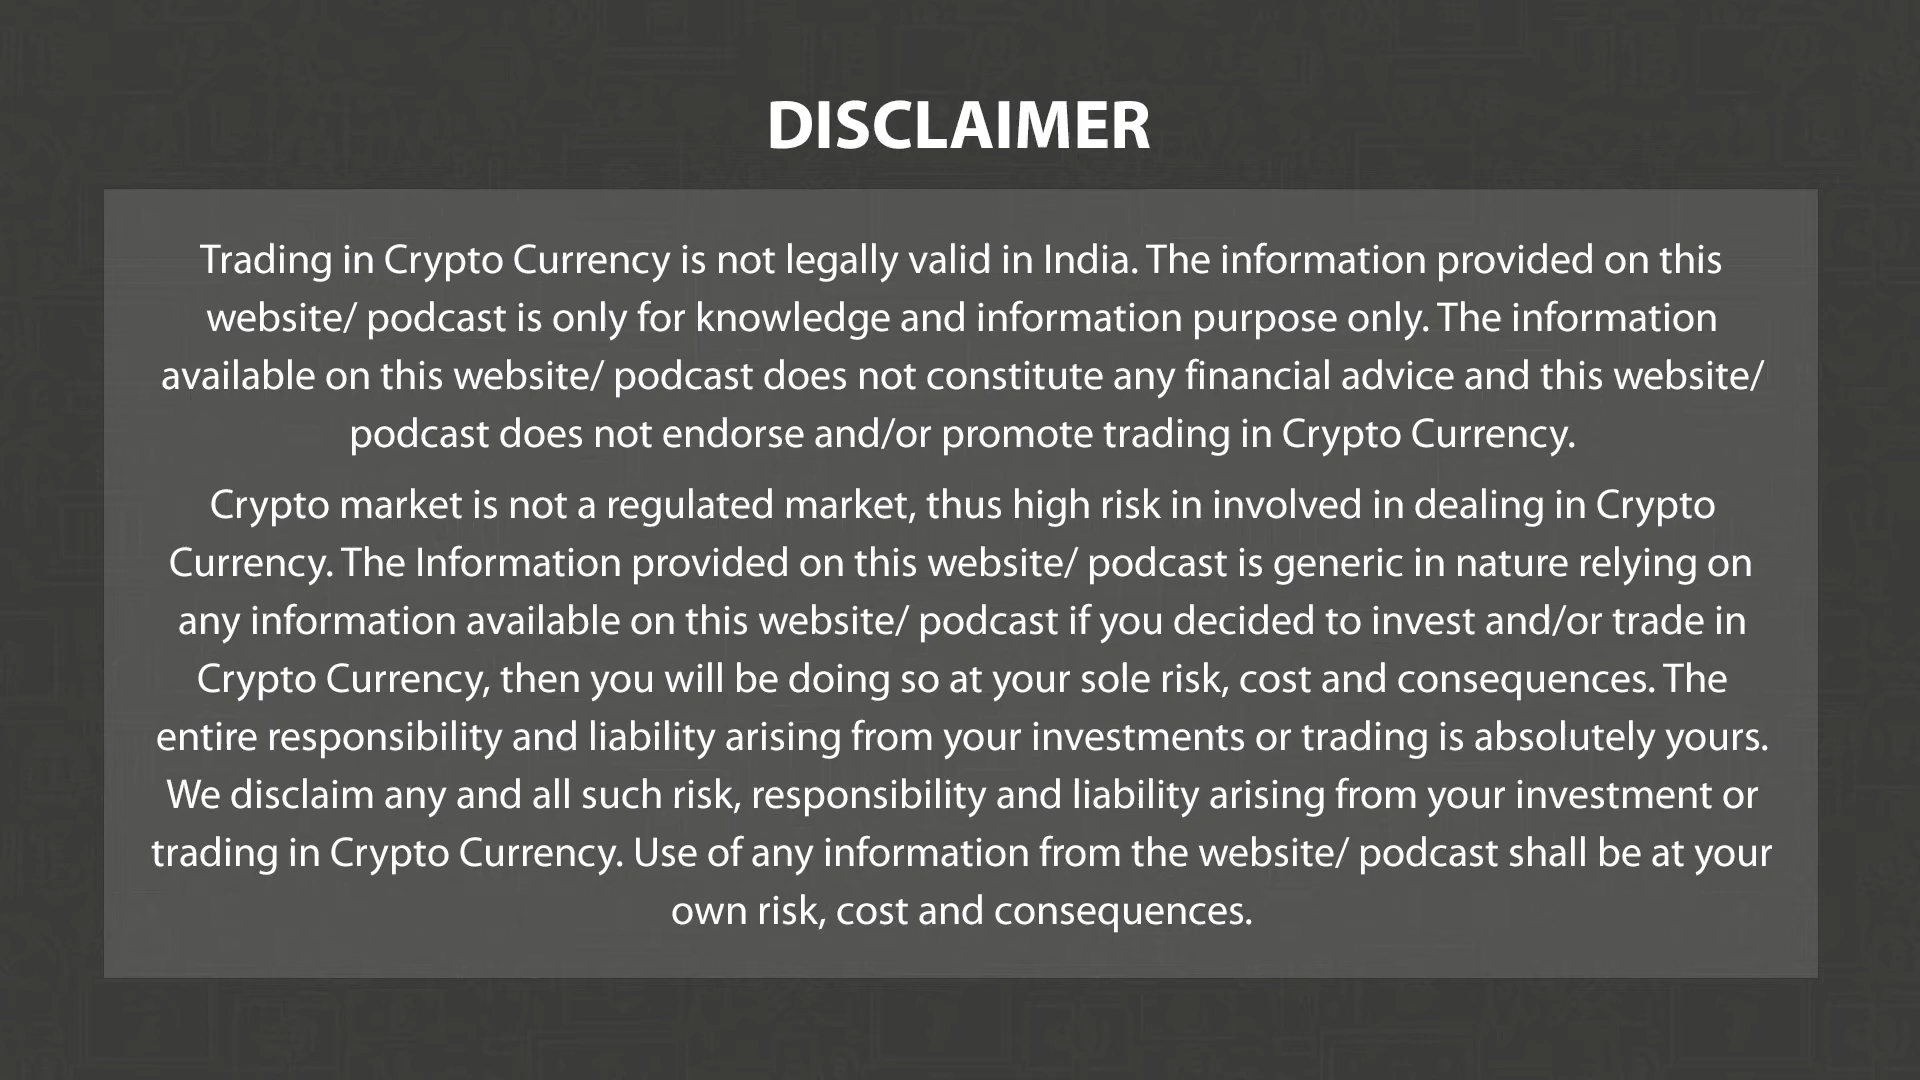 DISCLAIMER
Trading in Crypto Currency is not legally valid in India. The information provided on this
website/ podcast is only for knowledge and information purpose only. The information
available on this website/ podcast does not constitute any financial advice and this website/
podcast does not endorse and/or promote trading in Crypto Currency.
Crypto market is not a regulated market, thus high risk in involved in dealing in Crypto
Currency. The Information provided on this website/ podcast is generic in nature relying on
any information available on this website/ podcast if you decided to invest and/or trade in
Crypto Currency, then you will be doing so at your sole risk, cost and consequences. The
entire responsibility and liability arising from your investments or trading is absolutely yours.
We disclaim any and all such risk, responsibility and liability arising from your investment or
trading in Crypto Currency. Use of any information from the website/ podcast shall be at your
own risk, cost and consequences.